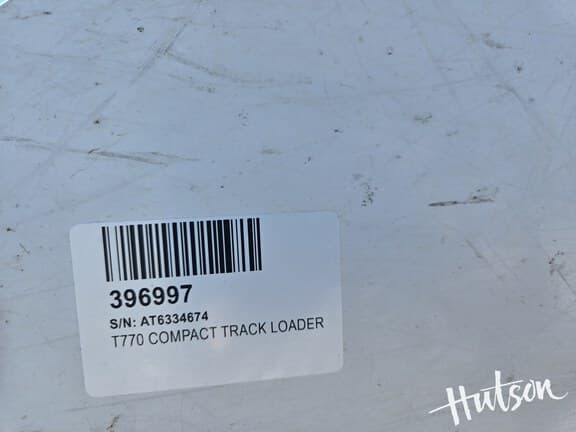 396997
S/N: AT6334674
T770 COMPACT TRACK LOADER
Hutson